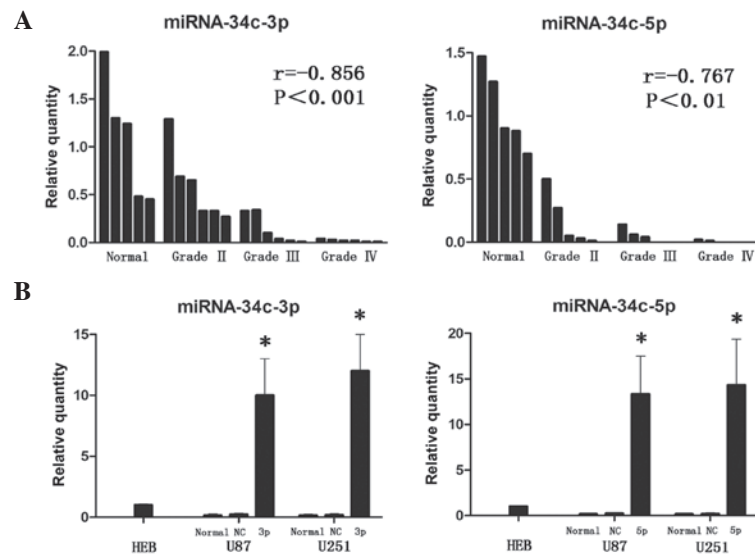 A
miRNA-34c-3p
Relative quantity
2.0
1.5
1.0
0.5
0.0
r=-0.856
P<0.001
Normal Grade II Grade III Grade IV
miRNA-34c-5p
Relative quantity
1.5
1.0
0.5
0.0
r=-0.767
P<0.01
Normal Grade II Grade III Grade IV
B
miRNA-34c-3p
Relative quantity
15
10
5
0
* *
Normal NC 3p Normal NC 3p
HEB U87 U251
miRNA-34c-5p
Relative quantity
20
15
10
5
0
* *
Normal NC 5p Normal NC 5p
HEB U87 U251